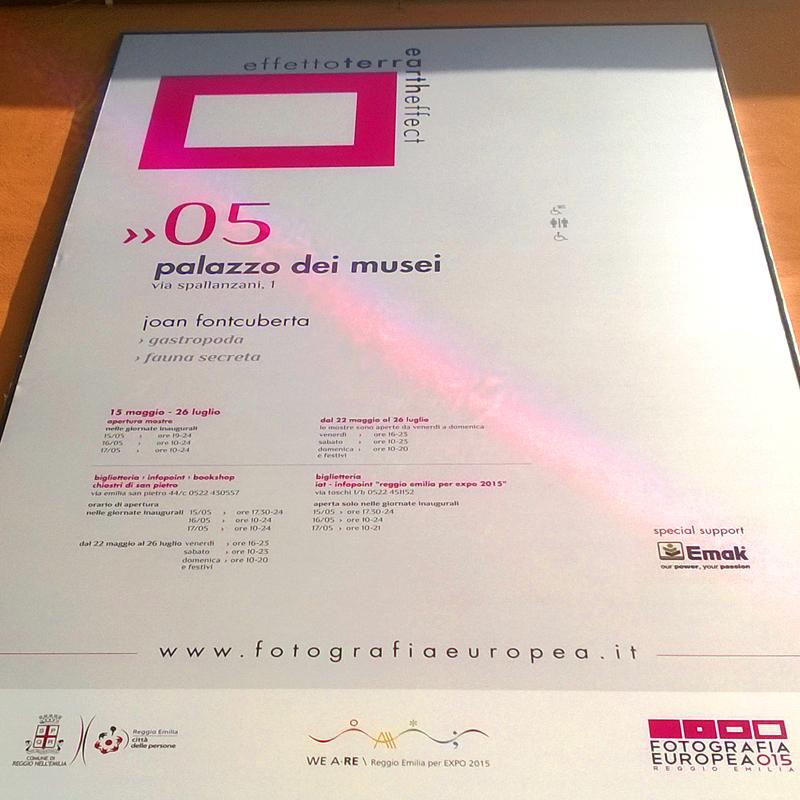 effettoterra
eartheffect
››05
palazzo dei musei
via spallanzani, 1
joan fontcuberta
› gastropoda
› fauna secreta
15 maggio - 26 luglio
apertura mostre
nelle giornate inaugurali
15/05 › ore 19-24
16/05 › ore 10-24
17/05 › ore 10-24
dal 22 maggio al 26 luglio
le mostre sono aperte da venerdì a domenica
venerdì › ore 16-23
sabato › ore 10-23
domenica › ore 10-20
e festivi
biglietteria › infopoint › bookshop
chiostri di san pietro
via emilia san pietro 44/c 0522 430557
orario di apertura
nelle giornate inaugurali 15/05 › ore 17.30-24
16/05 › ore 10-24
17/05 › ore 10-24
dal 22 maggio al 26 luglio venerdì › ore 16-23
sabato › ore 10-23
domenica › ore 10-20
e festivi
biglietteria
iat - infopoint "reggio emilia per expo 2015"
via toschi 1/b 0522 451152
aperta solo nelle giornate inaugurali
15/05 › ore 17.30-24
16/05 › ore 10-24
17/05 › ore 10-21
special support
Emak
our power, your passion
www.fotografiaeuropea.it
COMUNE DI
REGGIO NELL'EMILIA
Reggio Emilia
città
delle persone
WE A·RE \ Reggio Emilia per EXPO 2015
FOTOGRAFIA
EUROPEA015
REGGIO EMILIA